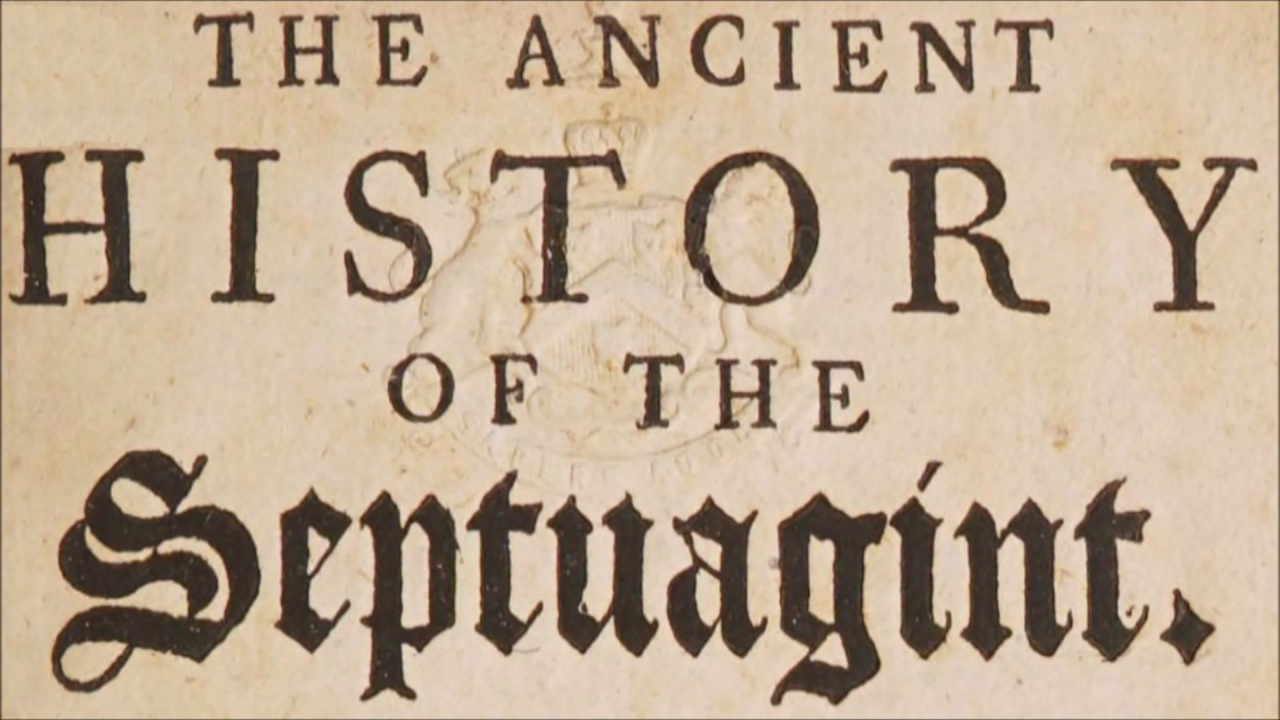 THE ANCIENT
HISTORY
OF THE
Septuagint.